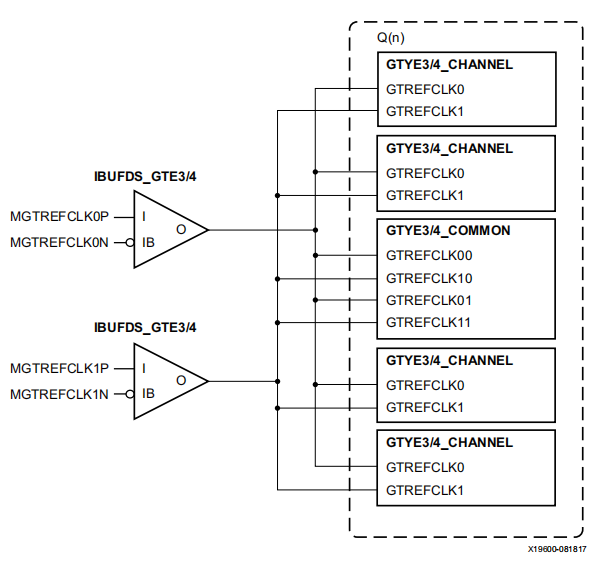 Q(n)
GTYE3/4_CHANNEL
GTREFCLK0
GTREFCLK1
GTYE3/4_CHANNEL
GTREFCLK0
GTREFCLK1
IBUFDS_GTE3/4
MGTREFCLK0P
I
O
MGTREFCLK0N
IB
GTYE3/4_COMMON
GTREFCLK00
GTREFCLK10
GTREFCLK01
GTREFCLK11
IBUFDS_GTE3/4
MGTREFCLK1P
I
O
MGTREFCLK1N
IB
GTYE3/4_CHANNEL
GTREFCLK0
GTREFCLK1
GTYE3/4_CHANNEL
GTREFCLK0
GTREFCLK1
X19600-081817